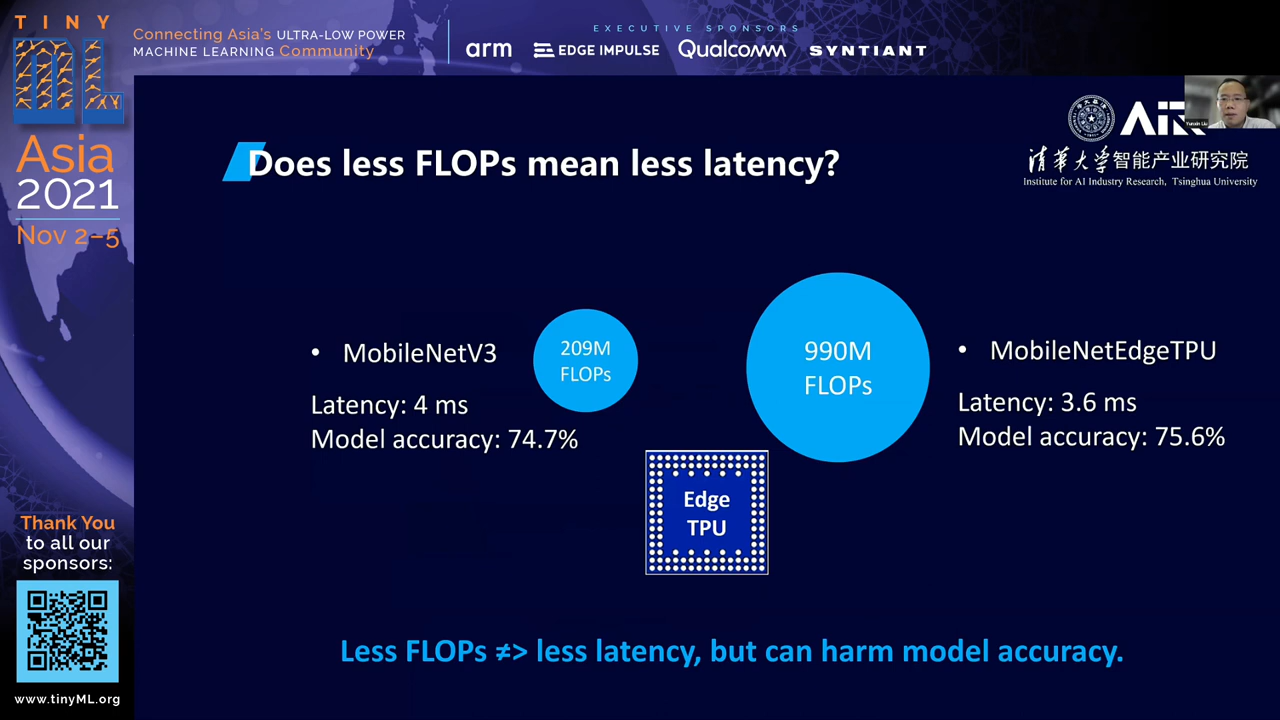 TINY
ML
Asia
2021
Nov 2–5
Connecting Asia's ULTRA-LOW POWER
MACHINE LEARNING Community
EXECUTIVE SPONSORS
arm
EDGE IMPULSE
Qualcomm
SYNTIANT
AIR
Yunxin Liu
清华大学智能产业研究院
Institute for AI Industry Research, Tsinghua University
Does less FLOPs mean less latency?
• MobileNetV3
Latency: 4 ms
Model accuracy: 74.7%
209M
FLOPs
990M
FLOPs
• MobileNetEdgeTPU
Latency: 3.6 ms
Model accuracy: 75.6%
Edge
TPU
Less FLOPs ≠> less latency, but can harm model accuracy.
Thank You
to all our
sponsors:
www.tinyML.org